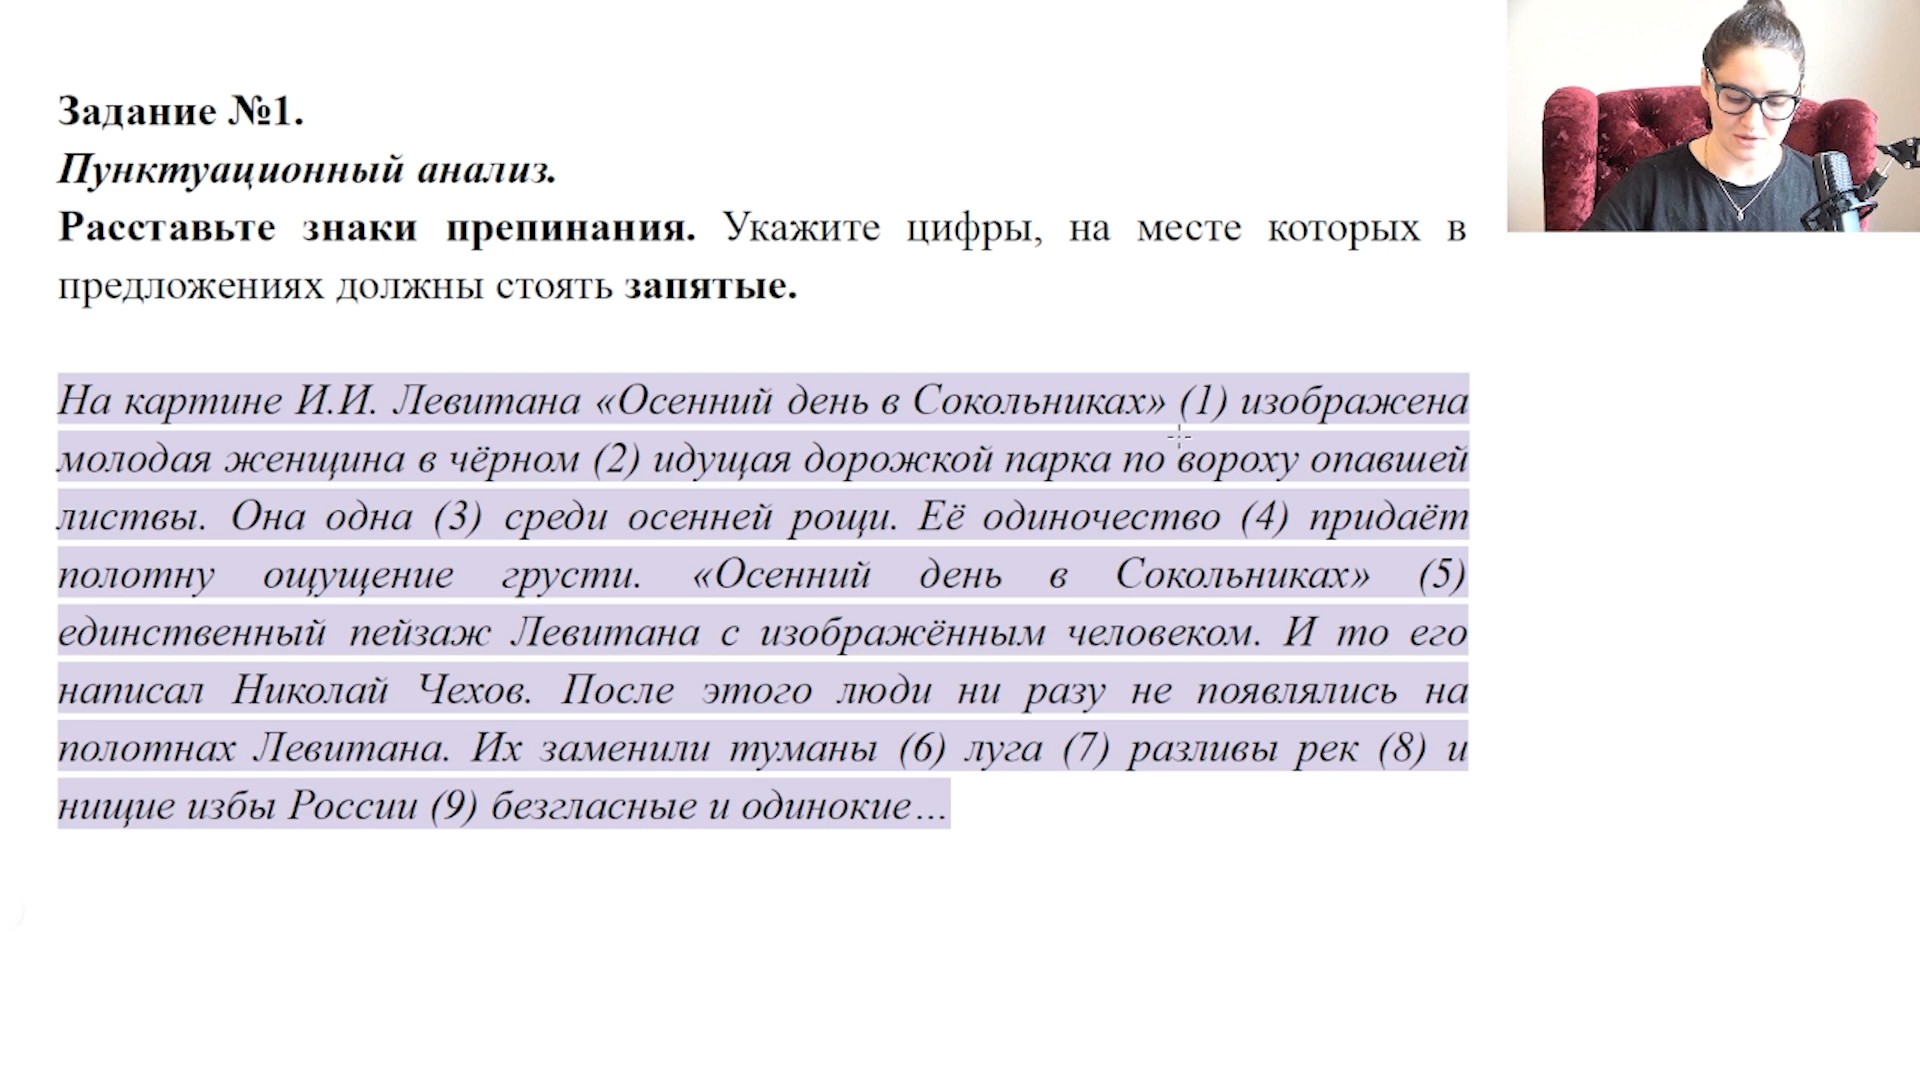 Задание №1.
Пунктуационный анализ.
Расставьте знаки препинания. Укажите цифры, на месте которых в
предложениях должны стоять запятые.
На картине И.И. Левитана «Осенний день в Сокольниках» (1) изображена
молодая женщина в чёрном (2) идущая дорожкой парка по вороху опавшей
листвы. Она одна (3) среди осенней рощи. Её одиночество (4) придаёт
полотну ощущение грусти. «Осенний день в Сокольниках» (5)
единственный пейзаж Левитана с изображённым человеком. И то его
написал Николай Чехов. После этого люди ни разу не появлялись на
полотнах Левитана. Их заменили туманы (6) луга (7) разливы рек (8) и
нищие избы России (9) безгласные и одинокие…